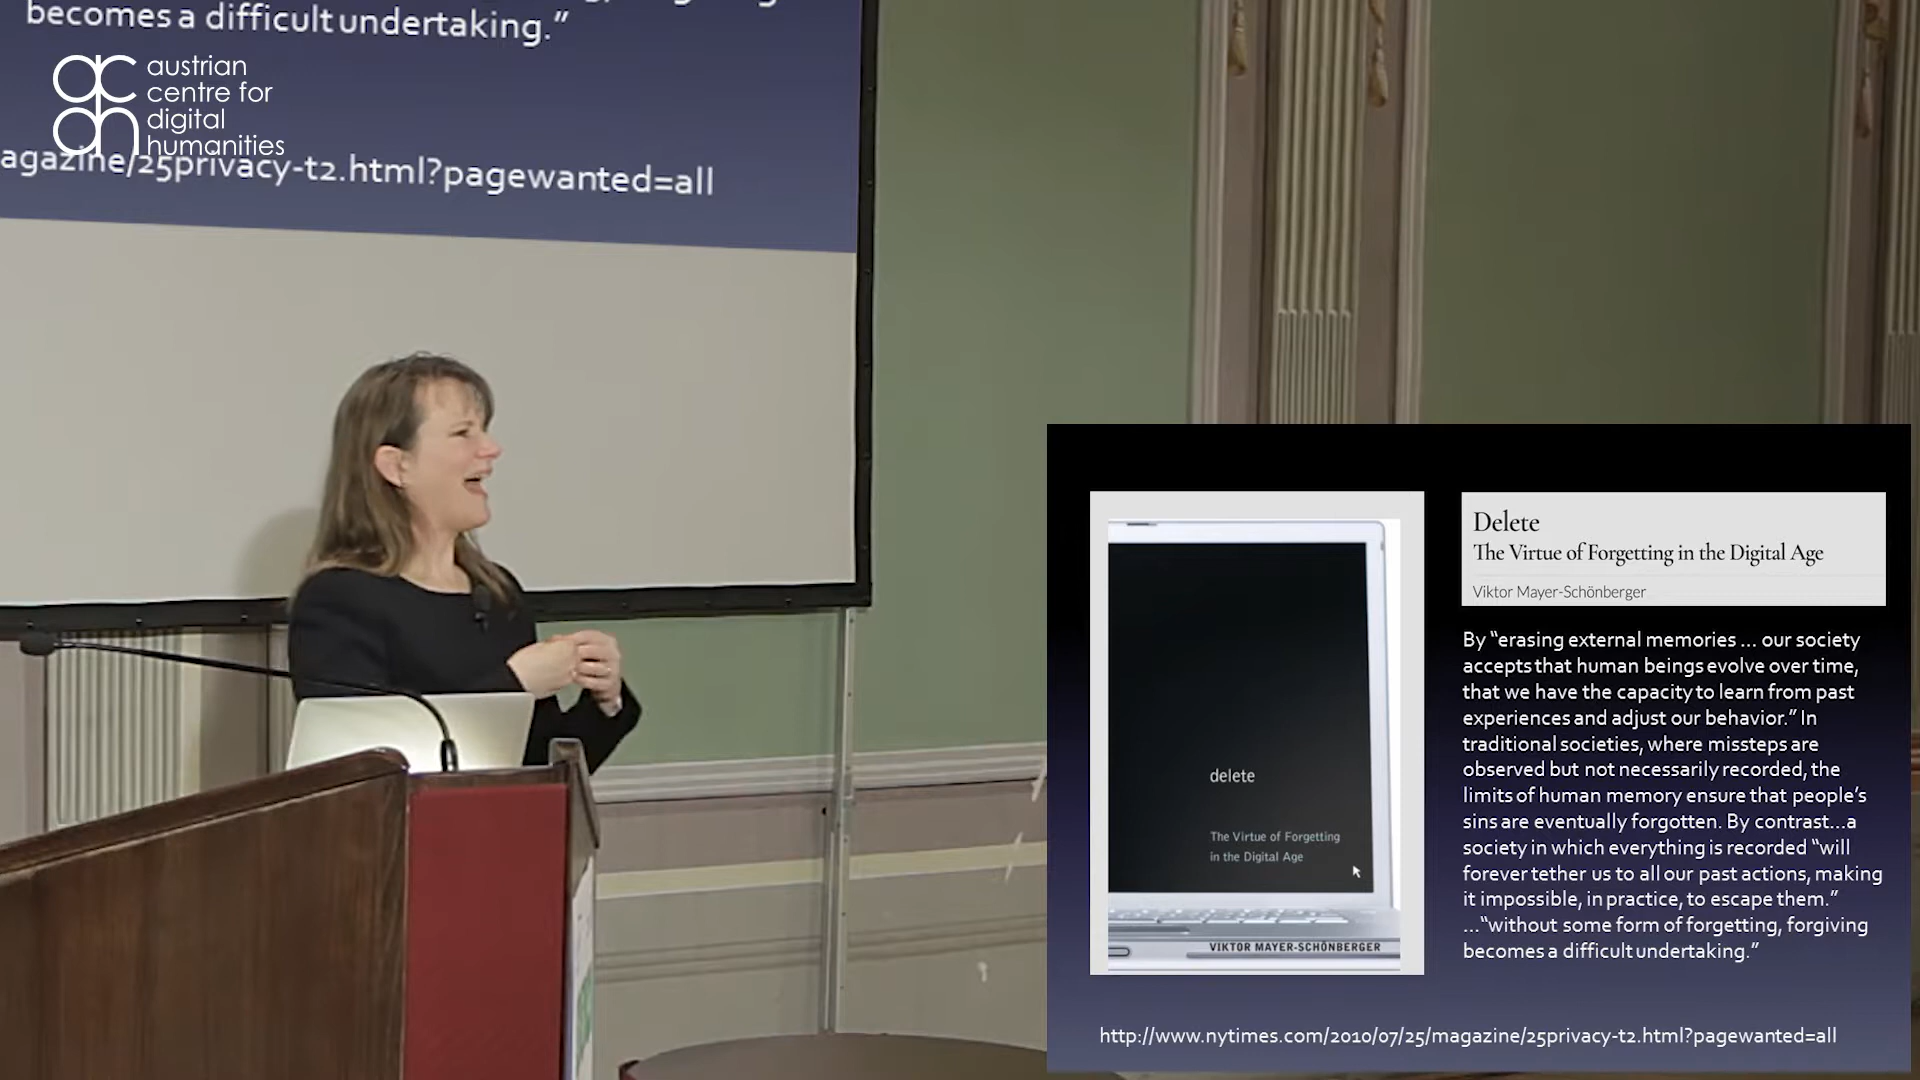 becomes a difficult undertaking.”
austrian
centre for
digital
humanities
agazine/25privacy-t2.html?pagewanted=all
delete
The Virtue of Forgetting
in the Digital Age
VIKTOR MAYER-SCHÖNBERGER
Delete
The Virtue of Forgetting in the Digital Age
Viktor Mayer-Schönberger
By “erasing external memories ... our society
accepts that human beings evolve over time,
that we have the capacity to learn from past
experiences and adjust our behavior.” In
traditional societies, where missteps are
observed but not necessarily recorded, the
limits of human memory ensure that people’s
sins are eventually forgotten. By contrast...a
society in which everything is recorded “will
forever tether us to all our past actions, making
it impossible, in practice, to escape them.”
...“without some form of forgetting, forgiving
becomes a difficult undertaking.”
http://www.nytimes.com/2010/07/25/magazine/25privacy-t2.html?pagewanted=all